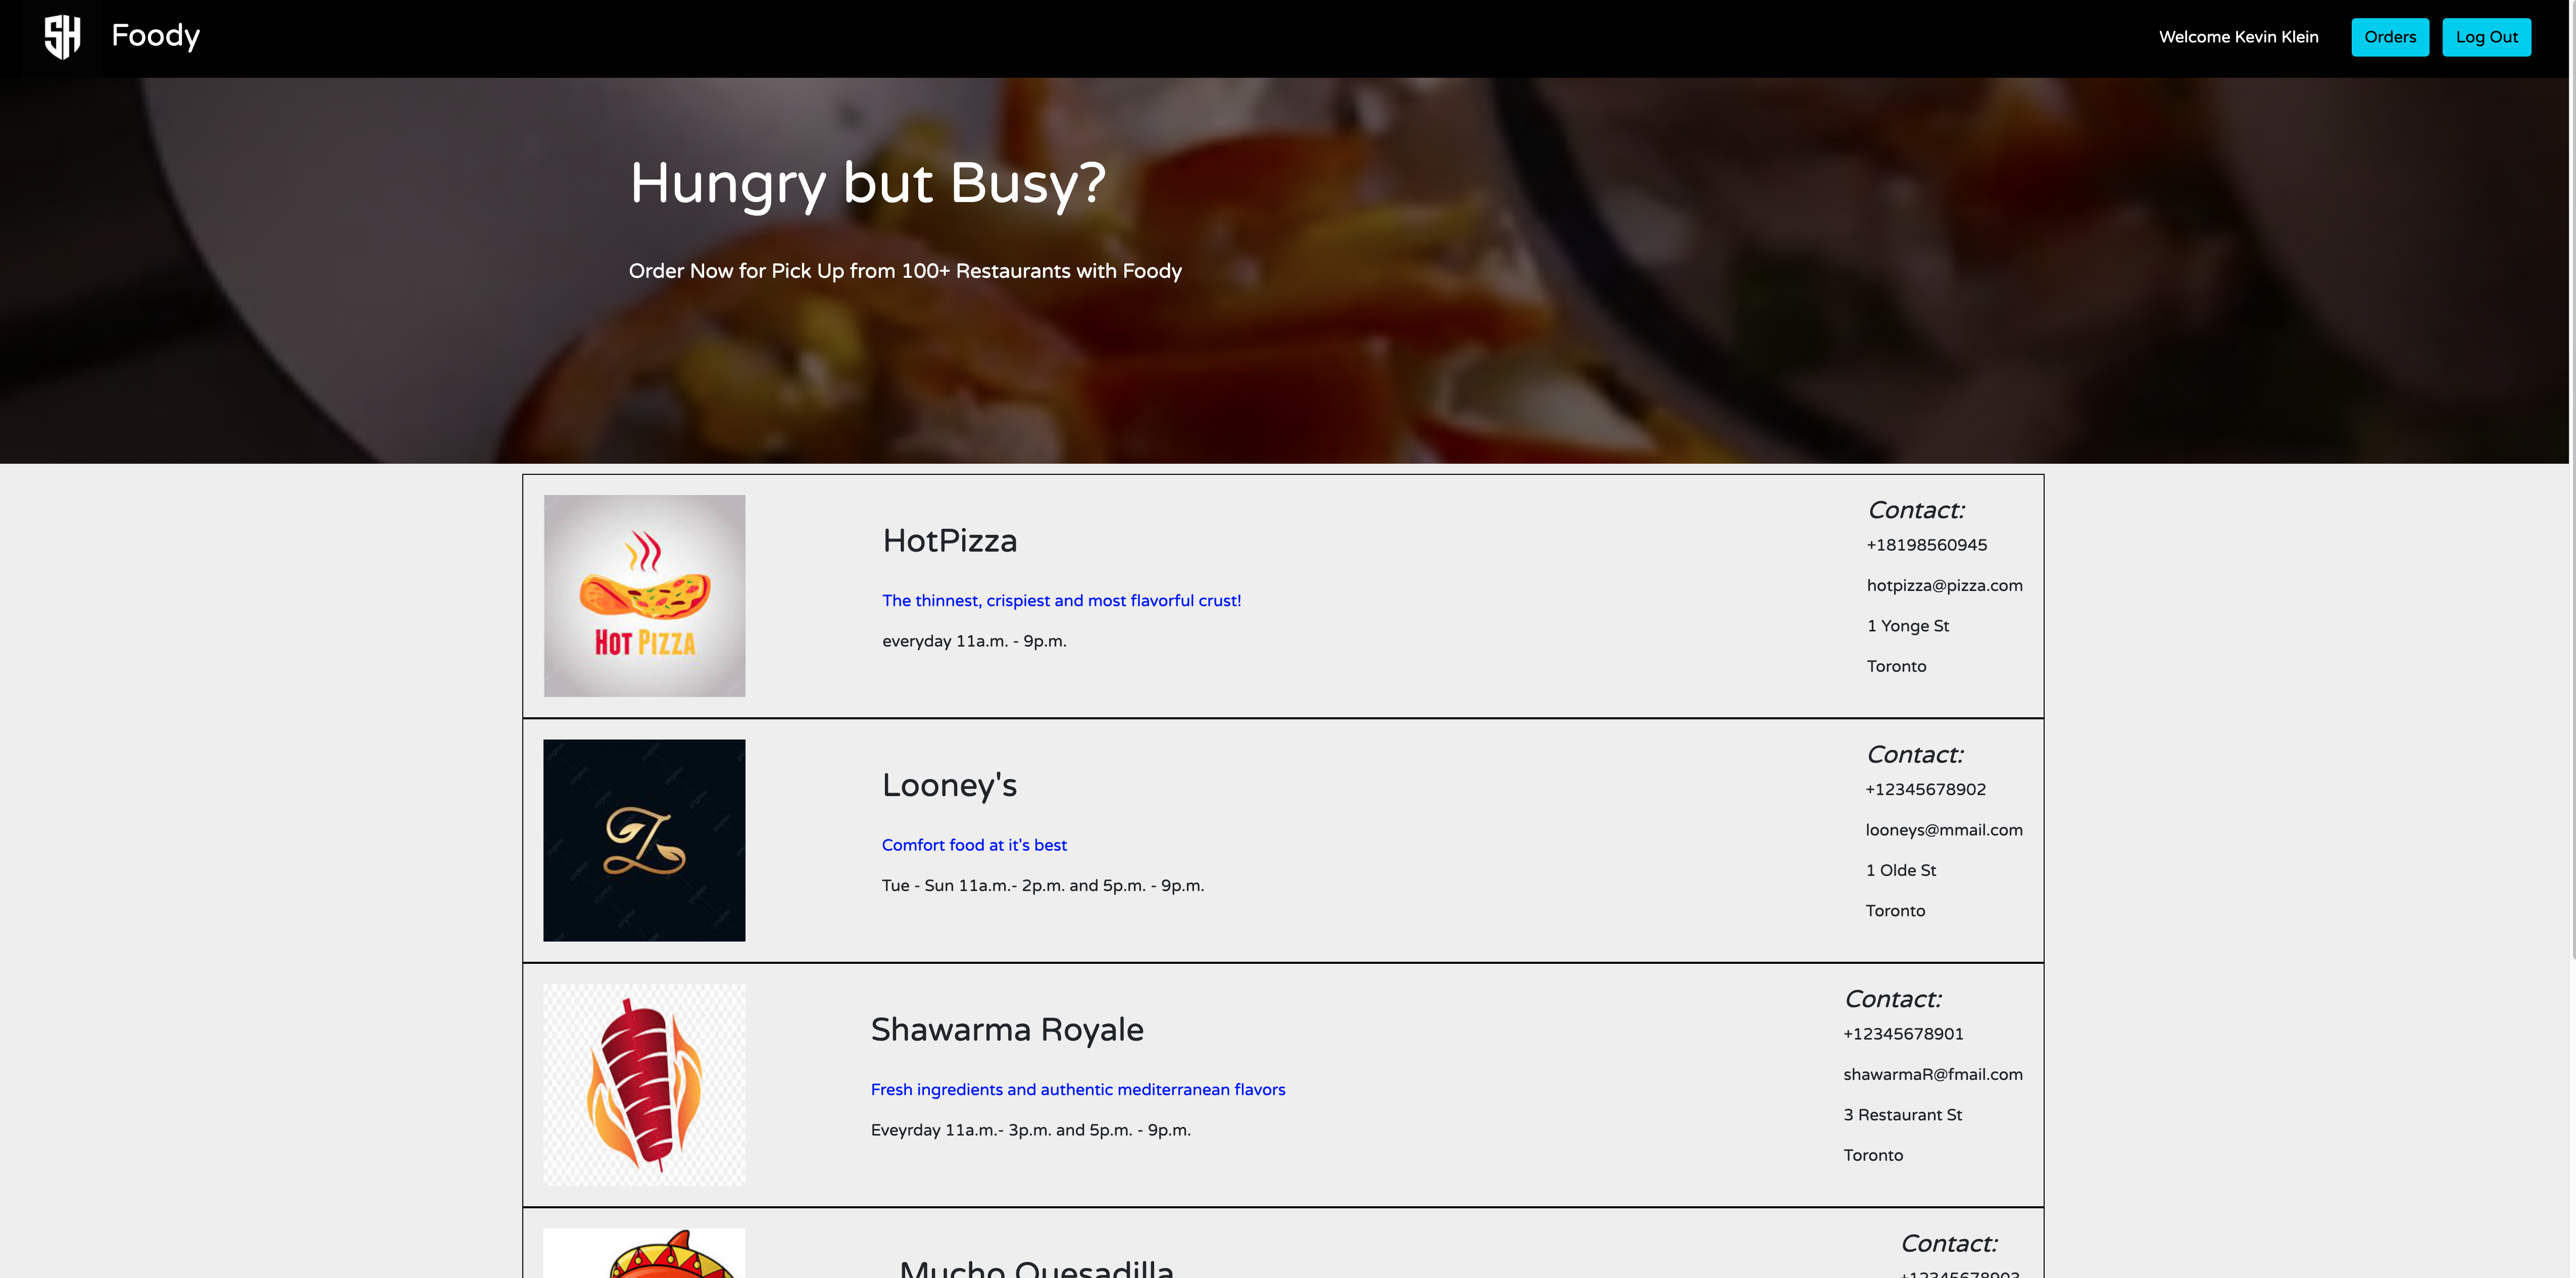 SH Foody
Welcome Kevin Klein
Orders
Log Out
Hungry but Busy?
Order Now for Pick Up from 100+ Restaurants with Foody
HOT PIZZA
HotPizza
The thinnest, crispiest and most flavorful crust!
everyday 11a.m. - 9p.m.
Contact:
+18198560945
hotpizza@pizza.com
1 Yonge St
Toronto
Looney's
Comfort food at it's best
Tue - Sun 11a.m.- 2p.m. and 5p.m. - 9p.m.
Contact:
+12345678902
looneys@mmail.com
1 Olde St
Toronto
Shawarma Royale
Fresh ingredients and authentic mediterranean flavors
Eveyrday 11a.m.- 3p.m. and 5p.m. - 9p.m.
Contact:
+12345678901
shawarmaR@fmail.com
3 Restaurant St
Toronto
Mucho Quesadilla
Contact:
+12345678903